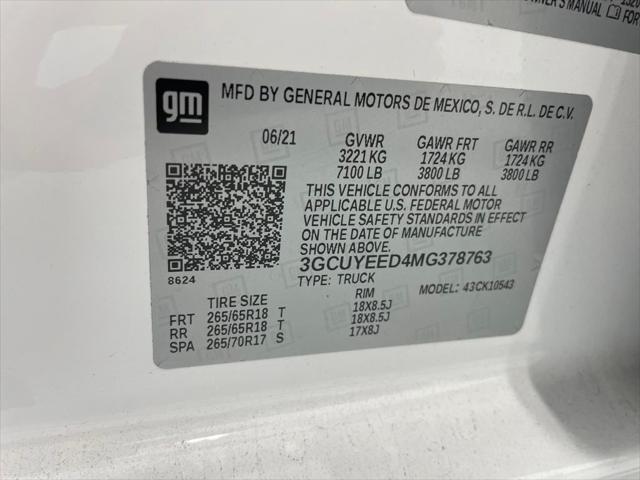 OWNER'S MANUAL
FOR
gm
MFD BY GENERAL MOTORS DE MEXICO, S. DE R.L. DE C.V.
06/21 GVWR GAWR FRT GAWR RR
3221 KG 1724 KG 1724 KG
7100 LB 3800 LB 3800 LB
THIS VEHICLE CONFORMS TO ALL
APPLICABLE U.S. FEDERAL MOTOR
VEHICLE SAFETY STANDARDS IN EFFECT
ON THE DATE OF MANUFACTURE
SHOWN ABOVE.
3GCUYEED4MG378763
TYPE: TRUCK MODEL: 43CK10543
8624
TIRE SIZE RIM
FRT 265/65R18 T 18X8.5J
RR 265/65R18 T 18X8.5J
SPA 265/70R17 S 17X8J